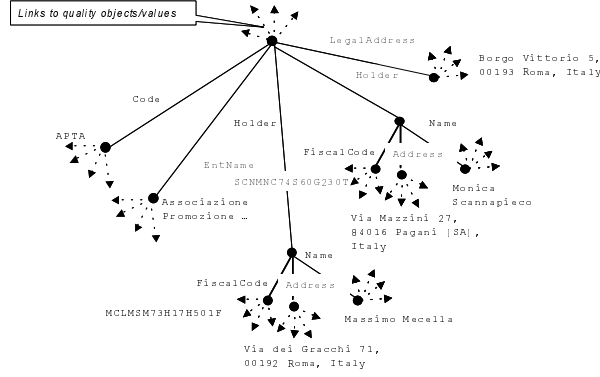 Links to quality objects/values
LegalAddress
Borgo Vittorio 5,
00193 Roma, Italy
Holder
Code
Holder
Name
APTA
FiscalCode
Address
EntName
SCNMNC74S60G230T
Monica
Scannapieco
Associazione
Promozione …
Via Mazzini 27,
84016 Pagani |SA|,
Italy
Name
FiscalCode
Address
MCLMSM73H17H501F
Massimo Mecella
Via dei Gracchi 71,
00192 Roma, Italy